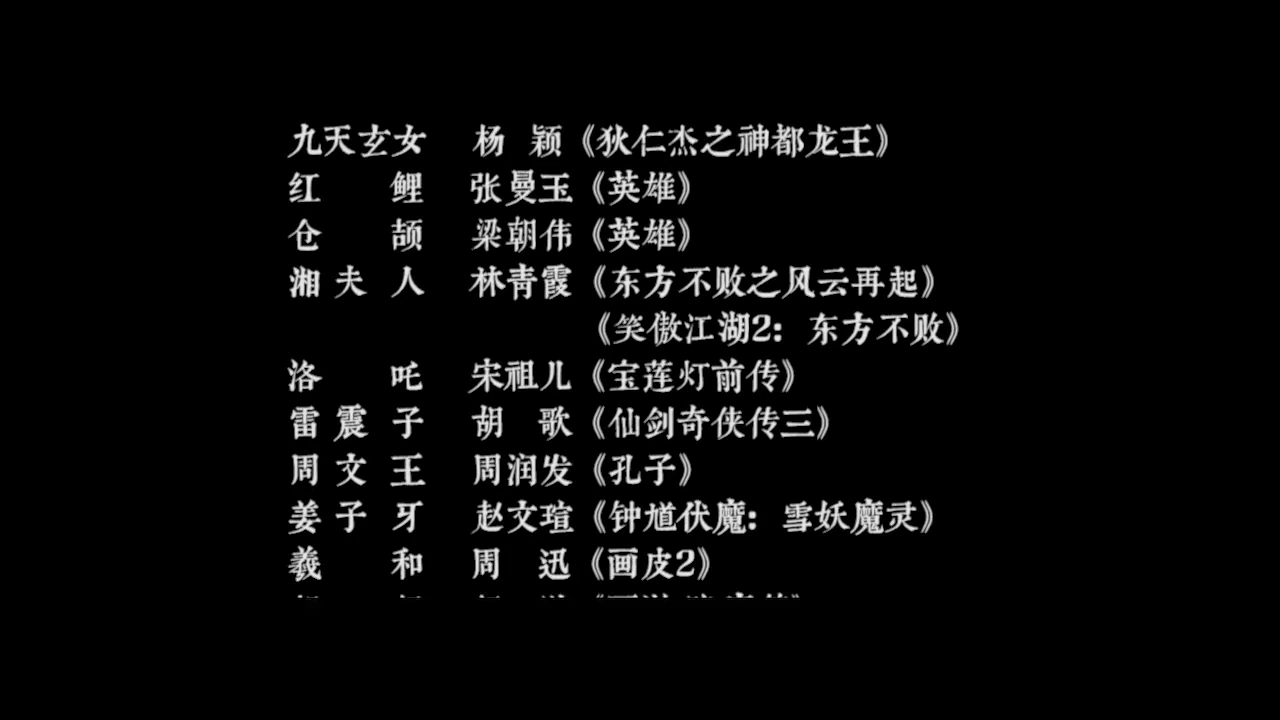 九天玄女 杨颖《狄仁杰之神都龙王》
红鲤 张曼玉《英雄》
仓颉 梁朝伟《英雄》
湘夫人 林青霞《东方不败之风云再起》
《笑傲江湖2：东方不败》
洛吒 宋祖儿《宝莲灯前传》
雷震子 胡歌《仙剑奇侠传三》
周文王 周润发《孔子》
姜子牙 赵文瑄《钟馗伏魔：雪妖魔灵》
羲和 周迅《画皮2》